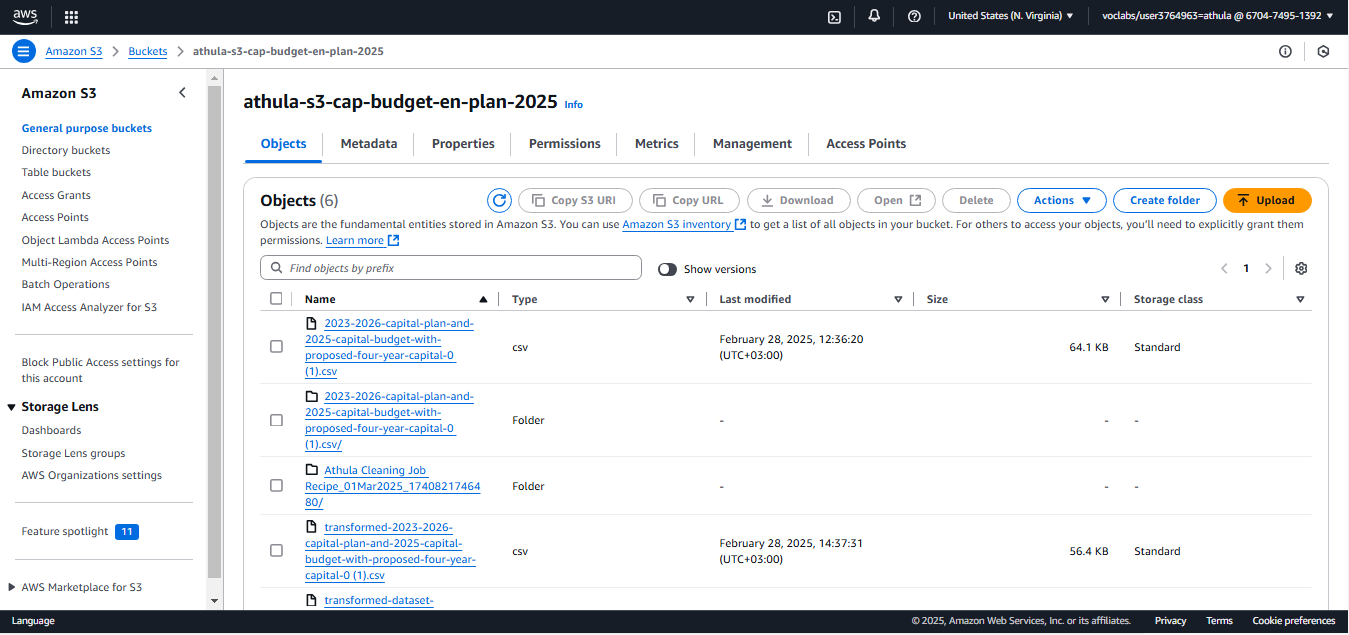 aws
United States (N. Virginia)
voclabs/user3764963=athula @ 6704-7495-1392
Amazon S3
Buckets
athula-s3-cap-budget-en-plan-2025
Amazon S3
General purpose buckets
Directory buckets
Table buckets
Access Grants
Access Points
Object Lambda Access Points
Multi-Region Access Points
Batch Operations
IAM Access Analyzer for S3
Block Public Access settings for
this account
Storage Lens
Dashboards
Storage Lens groups
AWS Organizations settings
Feature spotlight 11
AWS Marketplace for S3
athula-s3-cap-budget-en-plan-2025 Info
Objects Metadata Properties Permissions Metrics Management Access Points
Objects (6)
Copy S3 URI Copy URL Download Open Delete Actions Create folder Upload
Objects are the fundamental entities stored in Amazon S3. You can use Amazon S3 inventory to get a list of all objects in your bucket. For others to access your objects, you'll need to explicitly grant them
permissions. Learn more
Find objects by prefix
Show versions
1
Name Type Last modified Size Storage class
2023-2026-capital-plan-and-
2025-capital-budget-with-
proposed-four-year-capital-0
(1).csv
csv
February 28, 2025, 12:36:20
(UTC+03:00)
64.1 KB
Standard
2023-2026-capital-plan-and-
2025-capital-budget-with-
proposed-four-year-capital-0
(1).csv/
Folder
-
-
-
Athula Cleaning Job
Recipe_01Mar2025_17408217464
80/
Folder
-
-
-
transformed-2023-2026-
capital-plan-and-2025-capital-
budget-with-proposed-four-year-
capital-0 (1).csv
csv
February 28, 2025, 14:37:31
(UTC+03:00)
56.4 KB
Standard
transformed-dataset-
Language
© 2025, Amazon Web Services, Inc. or its affiliates. Privacy Terms Cookie preferences